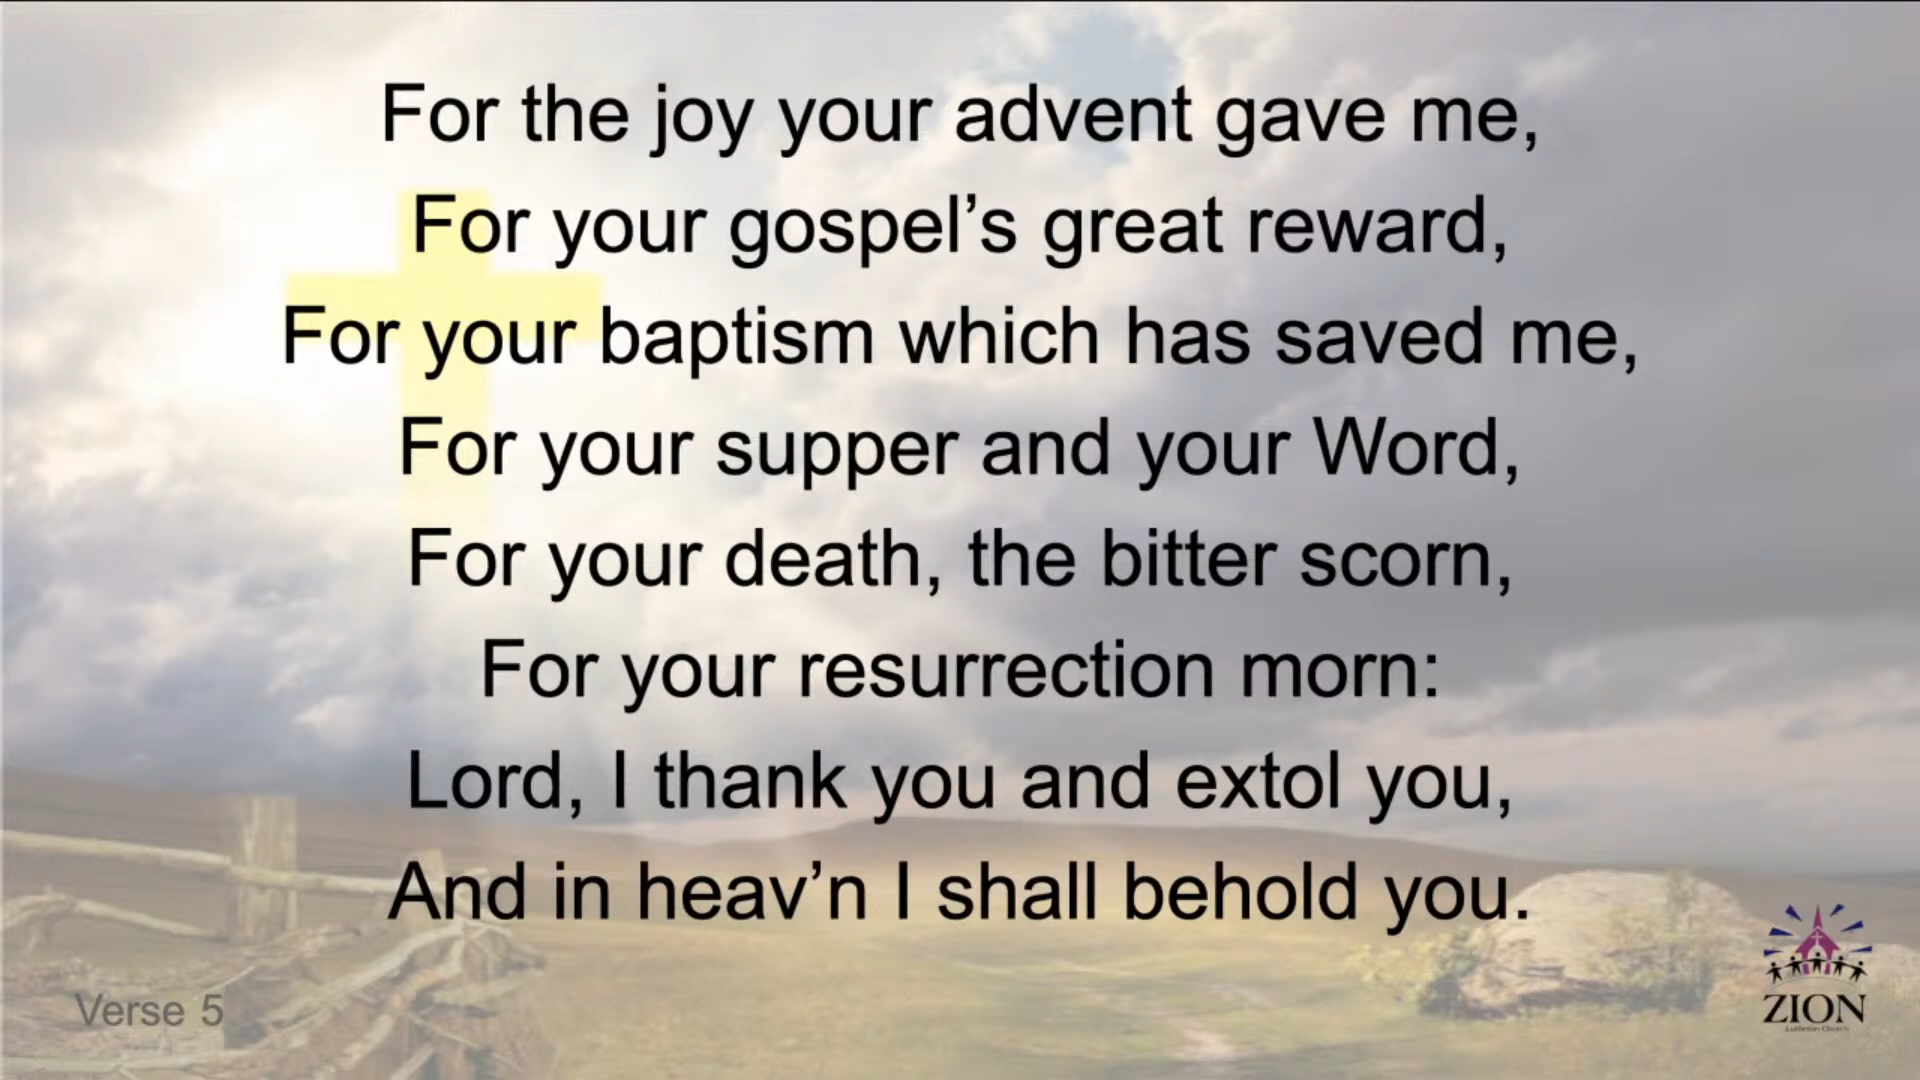 For the joy your advent gave me,
For your gospel’s great reward,
For your baptism which has saved me,
For your supper and your Word,
For your death, the bitter scorn,
For your resurrection morn:
Lord, I thank you and extol you,
And in heav’n I shall behold you.
Verse 5
ZION
Lutheran Church